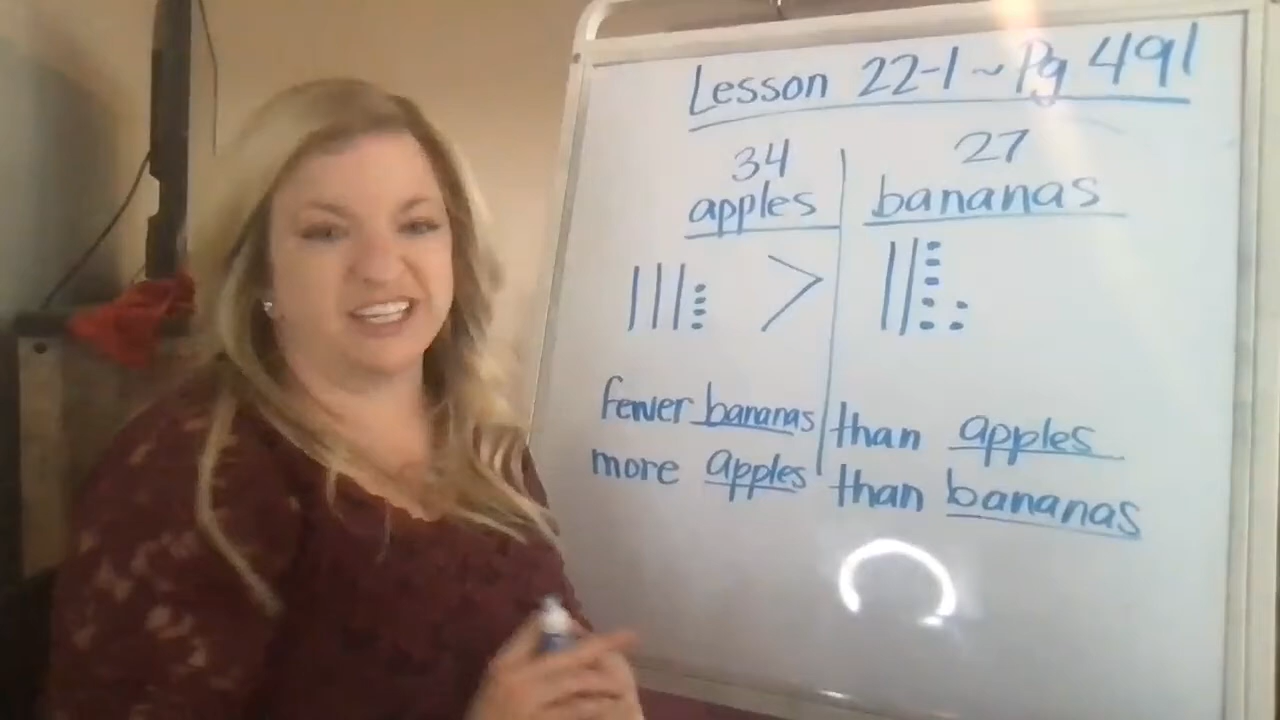 Lesson 22-1 ~ Pg 491
34 27
apples bananas
>
fewer bananas than apples
more apples than bananas